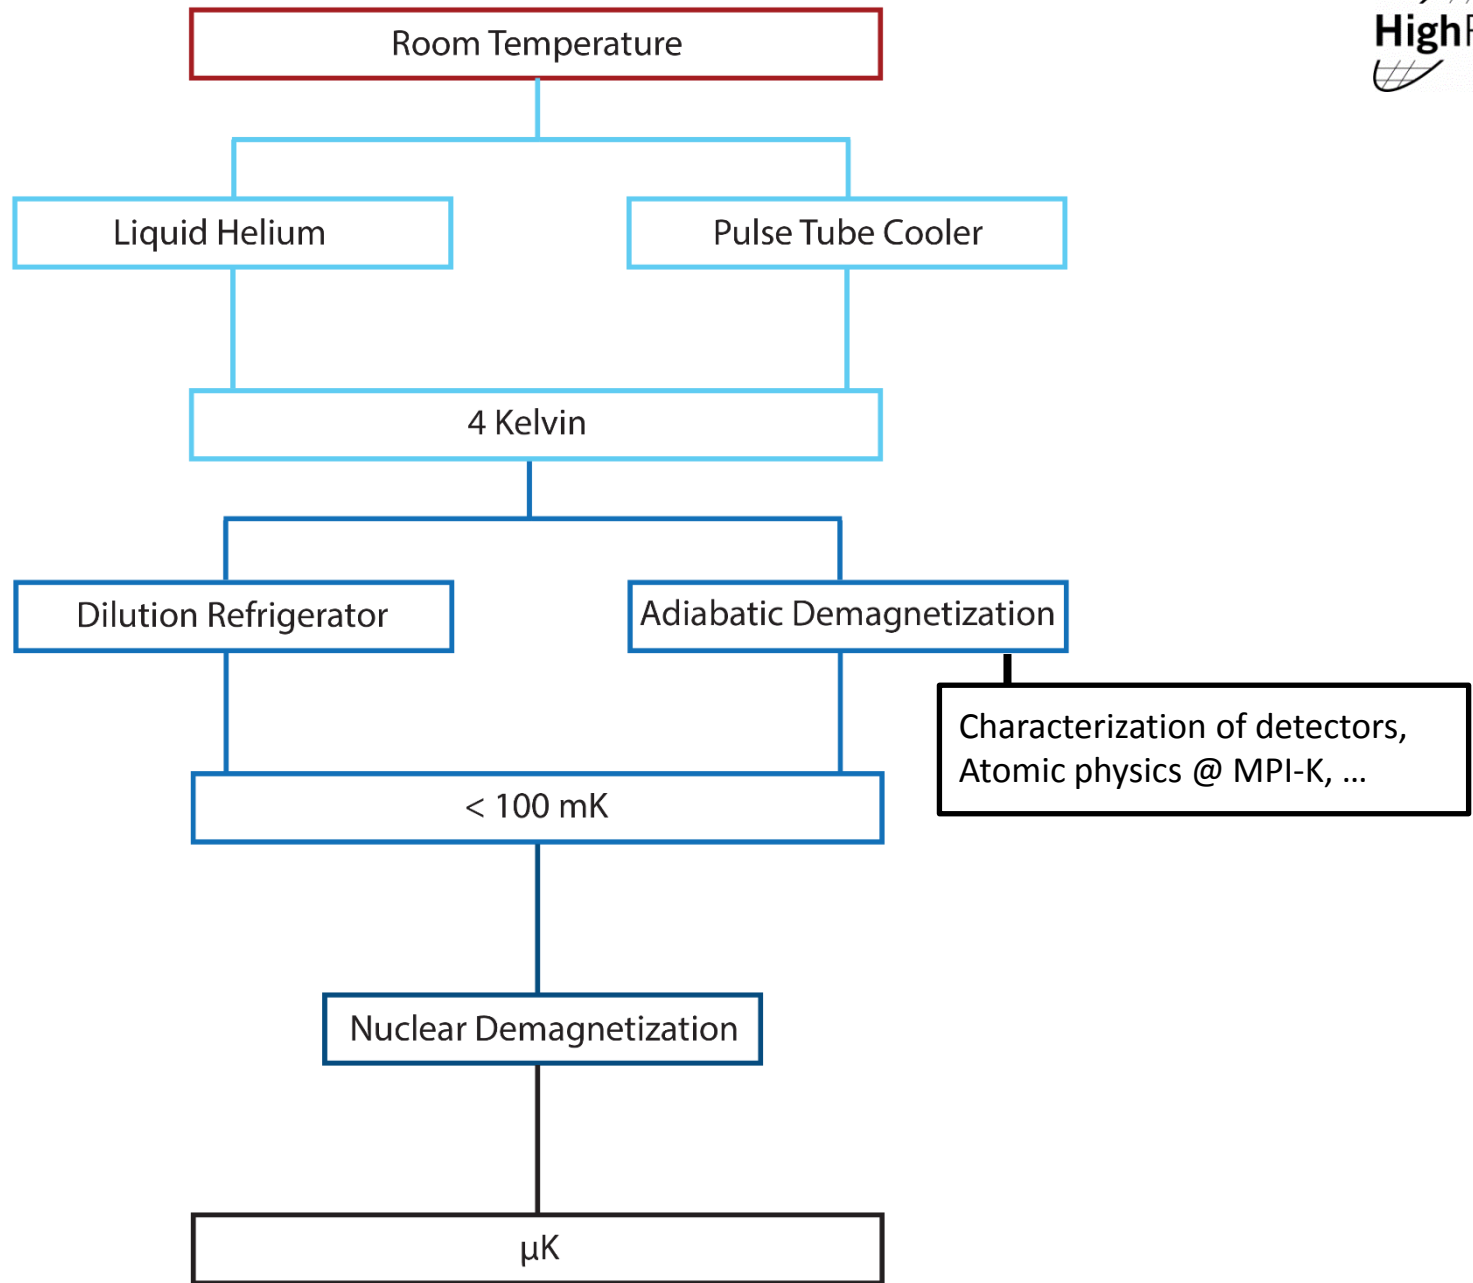 Room Temperature
High
Liquid Helium
Pulse Tube Cooler
4 Kelvin
Dilution Refrigerator
Adiabatic Demagnetization
Characterization of detectors,
Atomic physics @ MPI-K, ...
< 100 mK
Nuclear Demagnetization
µK